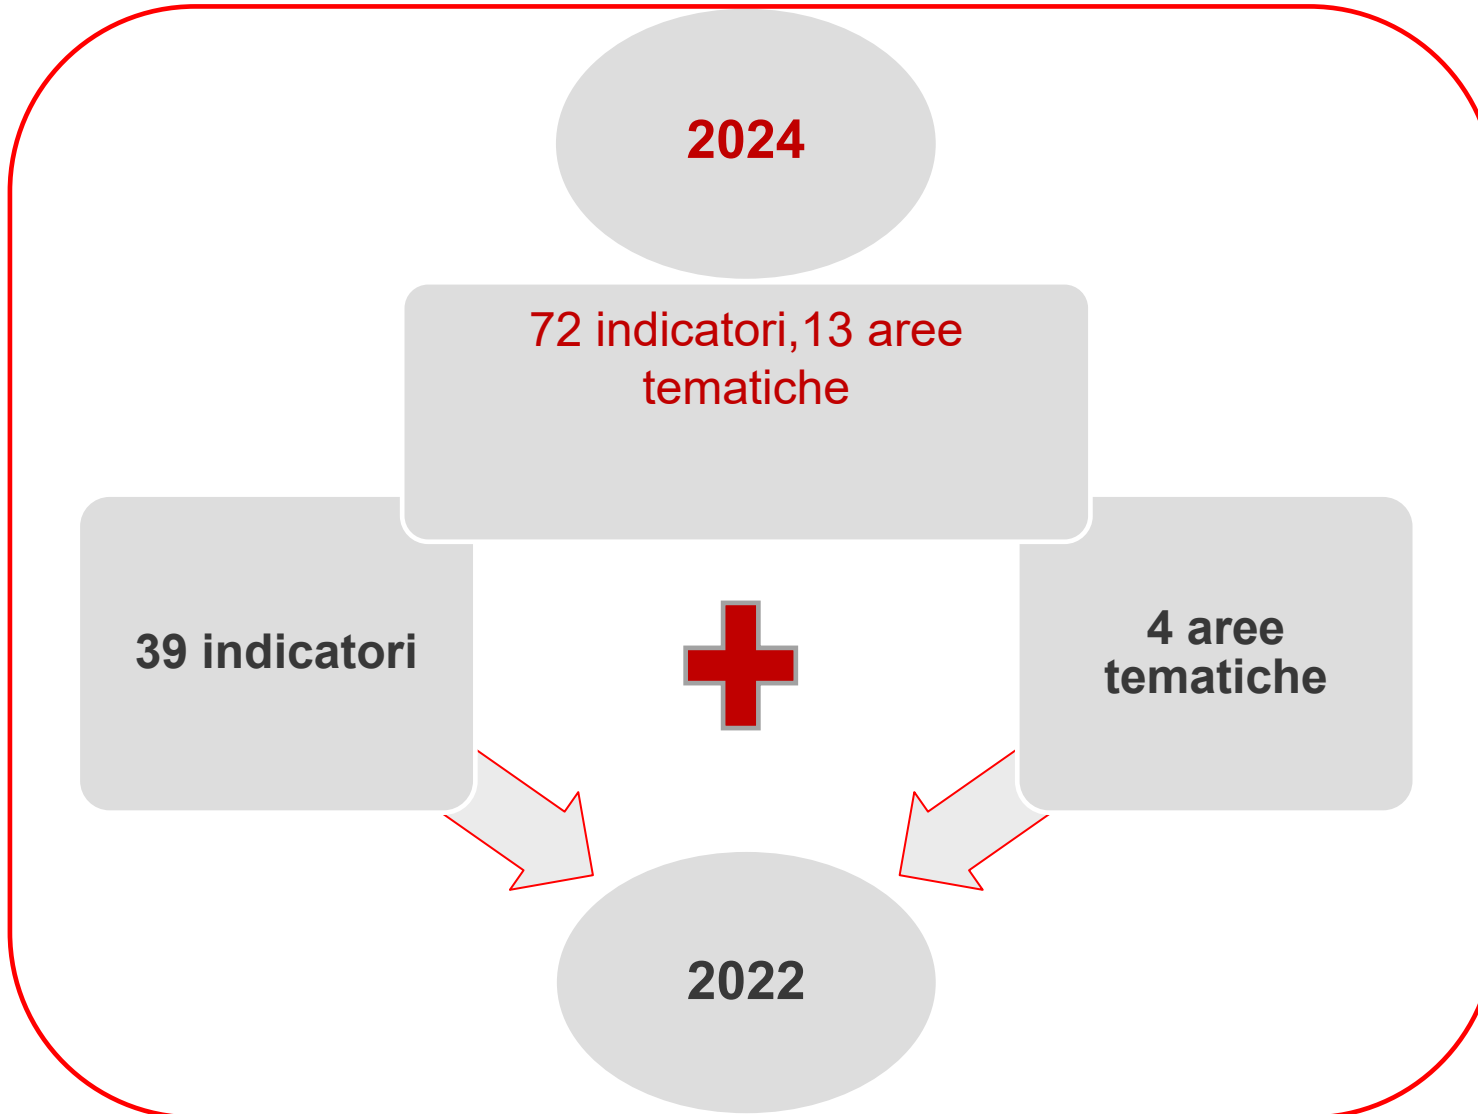 2024
72 indicatori,13 aree
tematiche
39 indicatori
4 aree
tematiche
2022